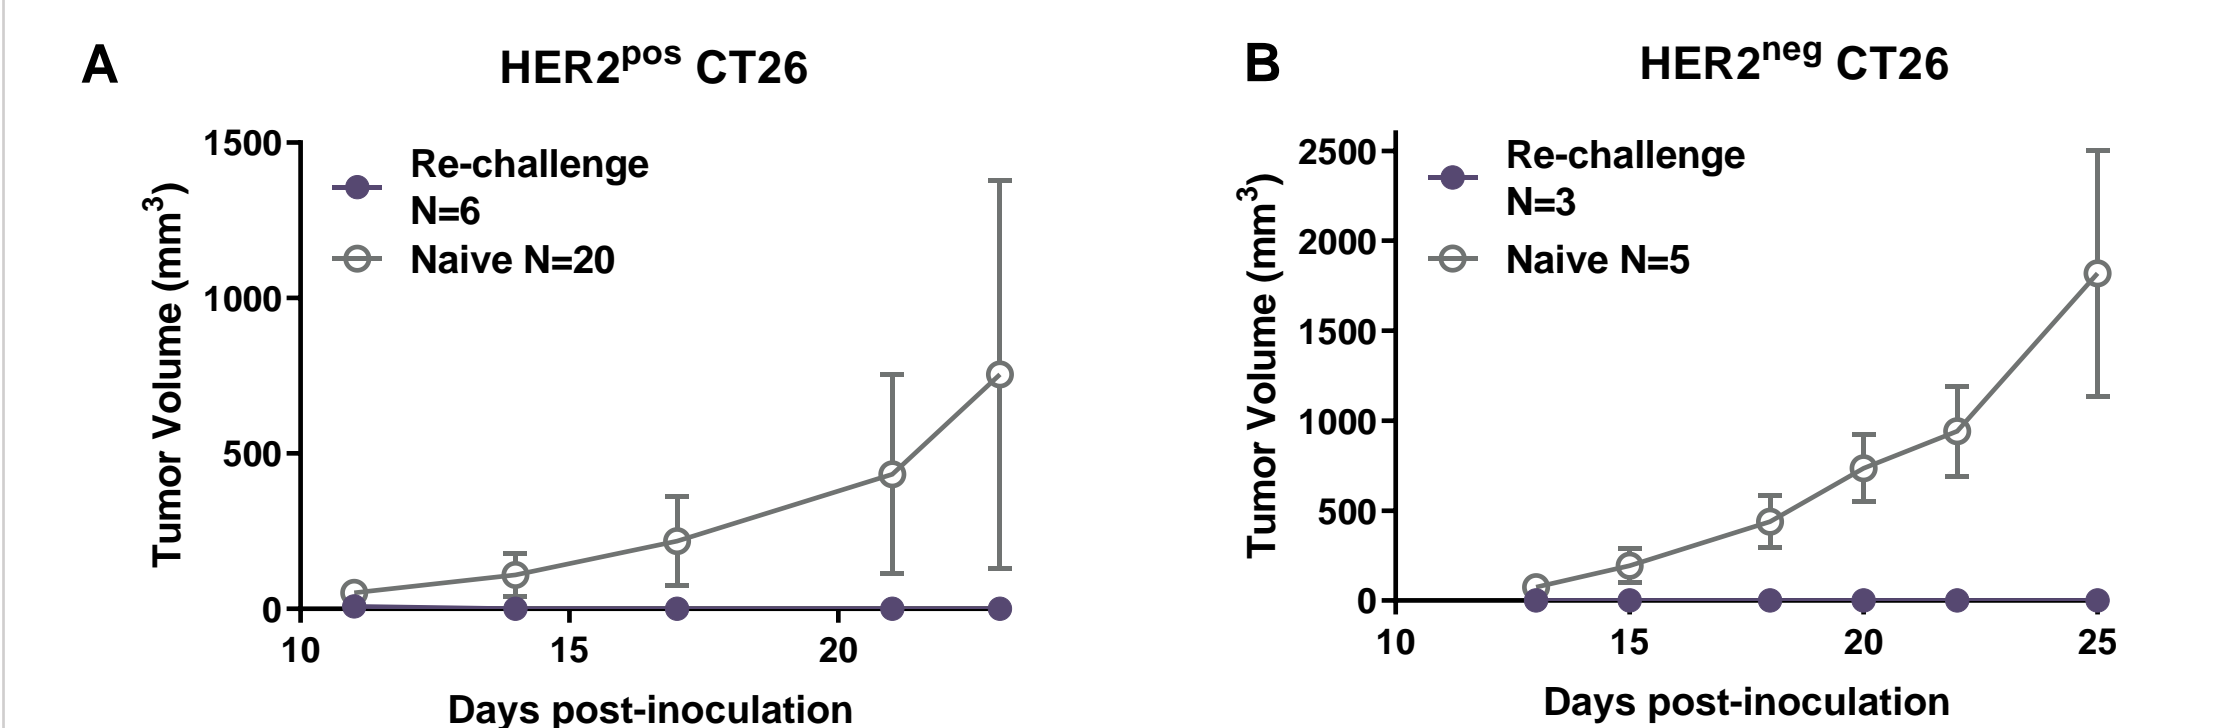 A
HER2pos CT26
Tumor Volume (mm3)
1500
1000
500
0
Re-challenge
N=6
Naive N=20
10 15 20
Days post-inoculation
B
HER2neg CT26
Tumor Volume (mm3)
2500
2000
1500
1000
500
0
Re-challenge
N=3
Naive N=5
10 15 20 25
Days post-inoculation